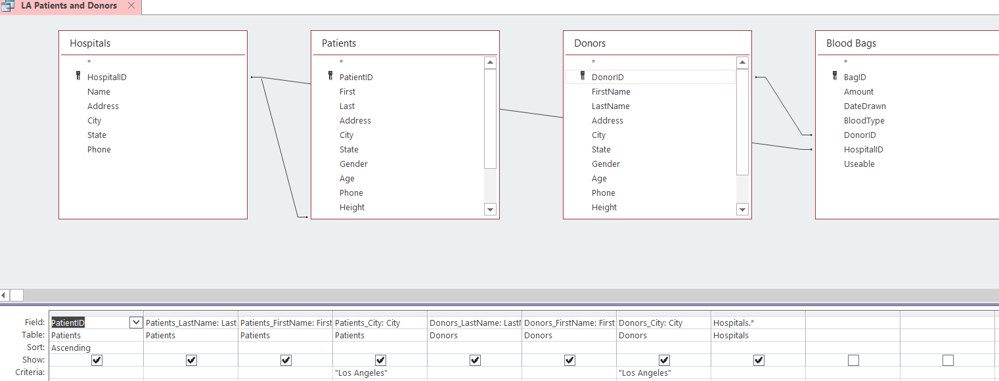 LA Patients and Donors
Hospitals
*
HospitalID
Name
Address
City
State
Phone
Patients
*
PatientID
First
Last
Address
City
State
Gender
Age
Phone
Height
Donors
*
DonorID
FirstName
LastName
Address
City
State
Gender
Age
Phone
Height
Blood Bags
*
BagID
Amount
DateDrawn
BloodType
DonorID
HospitalID
Useable
Field: PatientID Patients_LastName: Last Patients_FirstName: First Patients_City: City Donors_LastName: LastN Donors_FirstName: First Donors_City: City Hospitals.*
Table: Patients Patients Patients Patients Donors Donors Donors Hospitals
Sort: Ascending
Show:
Criteria: "Los Angeles" "Los Angeles"